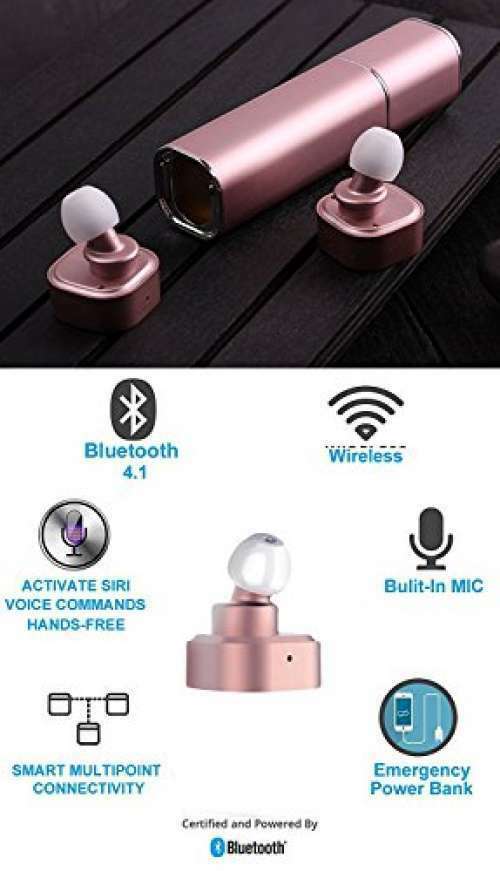 Bluetooth
4.1
Wireless
ACTIVATE SIRI
VOICE COMMANDS
HANDS-FREE
Bulit-In MIC
SMART MULTIPOINT
CONNECTIVITY
Emergency
Power Bank
Certified and Powered By
Bluetooth